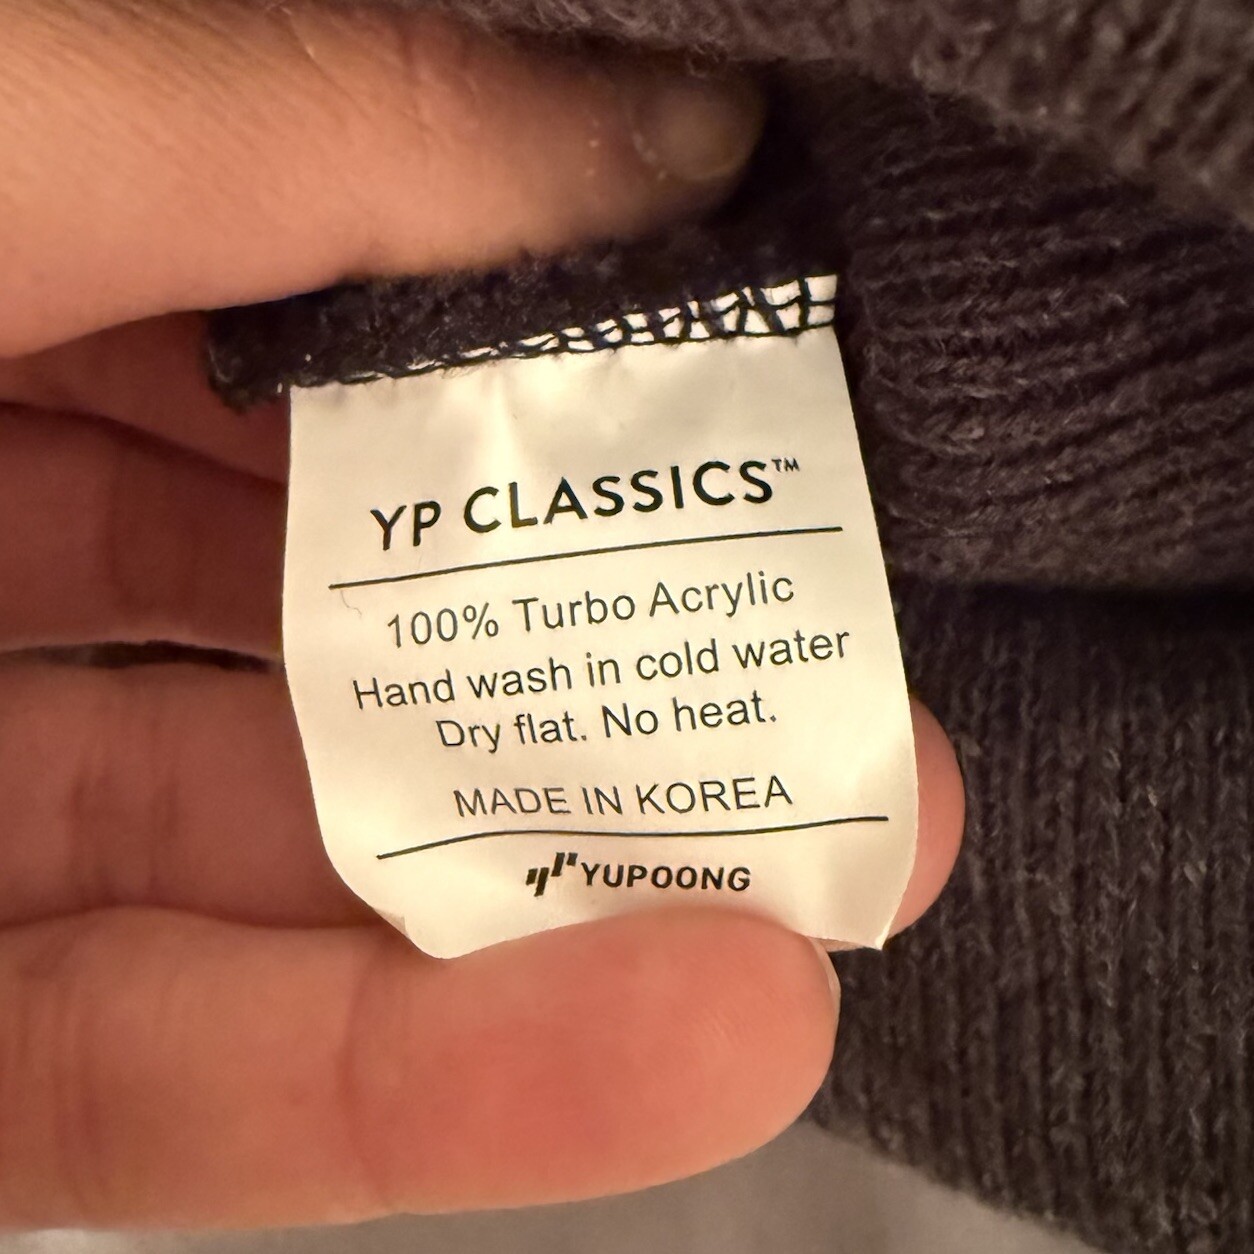 YP CLASSICS™
100% Turbo Acrylic
Hand wash in cold water
Dry flat. No heat.
MADE IN KOREA
YUPOONG